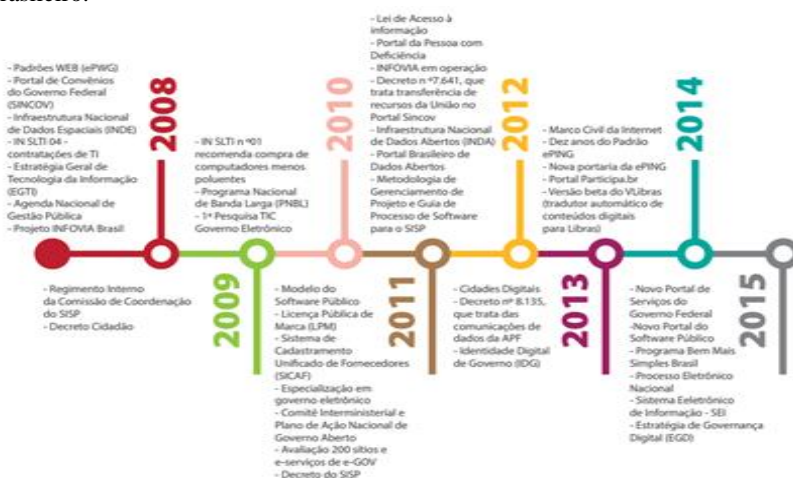 rasileiro.
- Padrões WEB (ePWG)
- Portal de Convênios
do Governo Federal
(SINCOV)
- Infraestrutura Nacional
de Dados Espaciais (INDE)
- IN SLTI 04 -
contratações de TI
- Estratégia Geral de
Tecnologia da Informação
(EGTI)
- Agenda Nacional de
Gestão Pública
- Projeto INFOVIA Brasil
2008
- Regimento Interno
da Comissão de Coordenação
do SISP
- Decreto Cidadão
2009
- IN SLTI n º01
recomenda compra de
computadores menos
poluentes
- Programa Nacional
de Banda Larga (PNBL)
- 1ª Pesquisa TIC
Governo Eletrônico
2010
- Modelo do
Software Público
- Licença Pública de
Marca (LPM)
- Sistema de
Cadastramento
Unificado de Fornecedores
(SICAF)
- Especialização em
governo eletrônico
- Comitê Interministerial e
Plano de Ação Nacional de
Governo Aberto
- Avaliação 200 sítios e
e-serviços de e-GOV
- Decreto do SISP
2011
- Lei de Acesso à
informação
- Portal da Pessoa com
Deficiência
- INFOVIA em operação
- Decreto n º7.641, que
trata transferência de
recursos da União no
Portal Sincov
- Infraestrutura Nacional
de Dados Abertos (INDA)
- Portal Brasileiro de
Dados Abertos
- Metodologia de
Gerenciamento de
Projeto e Guia de
Processo de Software
para o SISP
2012
- Cidades Digitais
- Decreto nº 8.135,
que trata das
comunicações de
dados da APF
- Identidade Digital
de Governo (IDG)
2013
- Marco Civil da Internet
- Dez anos do Padrão
ePING
- Nova portaria da ePING
- Portal Participa.br
- Versão beta do VLibras
(tradutor automático de
conteúdos digitais
para Libras)
2014
- Novo Portal de
Serviços do
Governo Federal
-Novo Portal do
Software Público
- Programa Bem Mais
Simples Brasil
- Processo Eletrônico
Nacional
- Sistema Eeletrônico
de Informação - SEI
- Estratégia de Governança
Digital (EGD)
2015